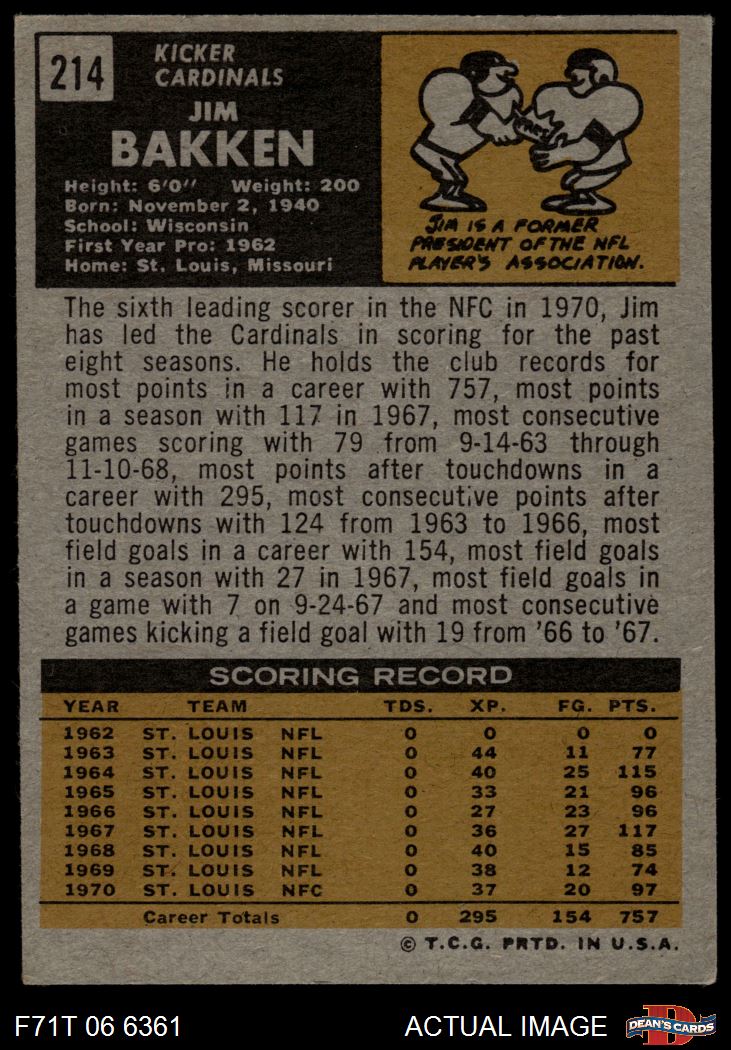 214
KICKER
CARDINALS
JIM
BAKKEN
Height: 6'0" Weight: 200
Born: November 2, 1940
School: Wisconsin
First Year Pro: 1962
Home: St. Louis, Missouri
JIM IS A FORMER
PRESIDENT OF THE NFL
PLAYER'S ASSOCIATION.
The sixth leading scorer in the NFC in 1970, Jim
has led the Cardinals in scoring for the past
eight seasons. He holds the club records for
most points in a career with 757, most points
in a season with 117 in 1967, most consecutive
games scoring with 79 from 9-14-63 through
11-10-68, most points after touchdowns in a
career with 295, most consecutive points after
touchdowns with 124 from 1963 to 1966, most
field goals in a career with 154, most field goals
in a season with 27 in 1967, most field goals in
a game with 7 on 9-24-67 and most consecutive
games kicking a field goal with 19 from '66 to '67.
SCORING RECORD
YEAR TEAM TDS. XP. FG. PTS.
1962 ST. LOUIS NFL 0 0 0 0
1963 ST. LOUIS NFL 0 44 11 77
1964 ST. LOUIS NFL 0 40 25 115
1965 ST. LOUIS NFL 0 33 21 96
1966 ST. LOUIS NFL 0 27 23 96
1967 ST. LOUIS NFL 0 36 27 117
1968 ST. LOUIS NFL 0 40 15 85
1969 ST. LOUIS NFL 0 38 12 74
1970 ST. LOUIS NFC 0 37 20 97
Career Totals 0 295 154 757
© T.C.G. PRTD. IN U.S.A.
F71T 06 6361 ACTUAL IMAGE
DEAN'S CARDS